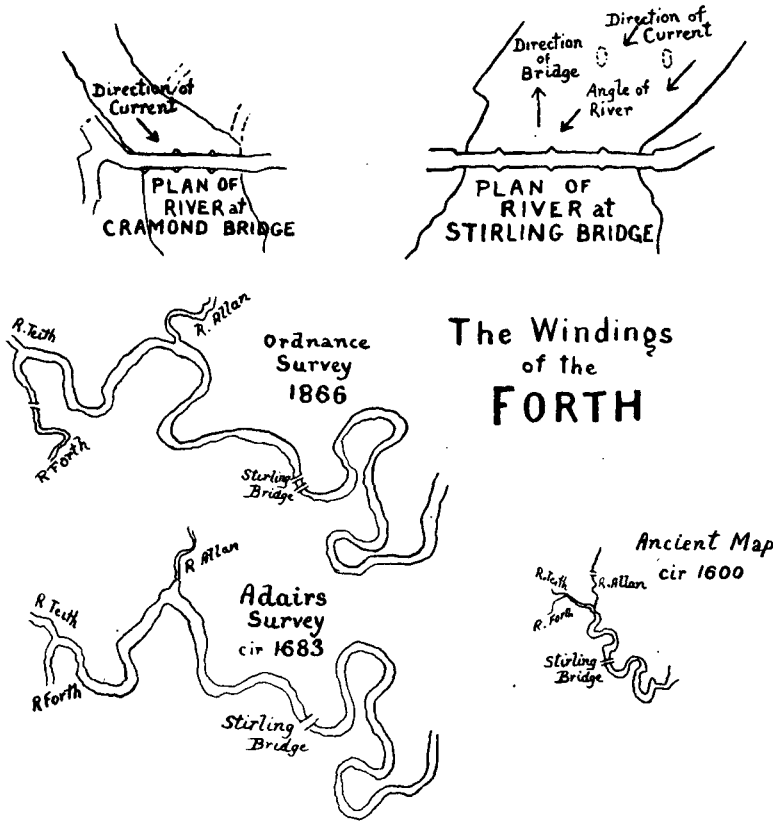 Direction of
Current
PLAN OF
RIVER at
CRAMOND BRIDGE
Direction of
Current
Direction
of
Bridge
Angle of
River
PLAN OF
RIVER at
STIRLING BRIDGE
The Windings
of the
FORTH
R. Teith
R. Allan
R Forth
Ordnance
Survey
1866
Stirling
Bridge
R Allan
R Teith
R Forth
Adairs
Survey
cir 1683
Stirling
Bridge
Ancient Map
cir 1600
R. Teith
R. Allan
R. Forth
Stirling
Bridge